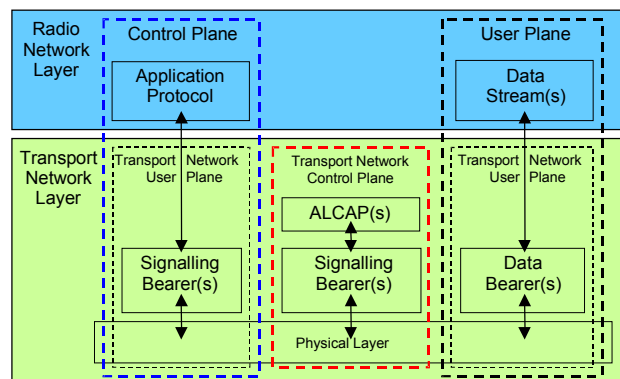 Radio
Network
Layer
Control Plane
User Plane
Application
Protocol
Data
Stream(s)
Transport
Network
Layer
Transport Network
User Plane
Transport Network
Control Plane
Transport Network
User Plane
ALCAP(s)
Signalling
Bearer(s)
Signalling
Bearer(s)
Data
Bearer(s)
Physical Layer